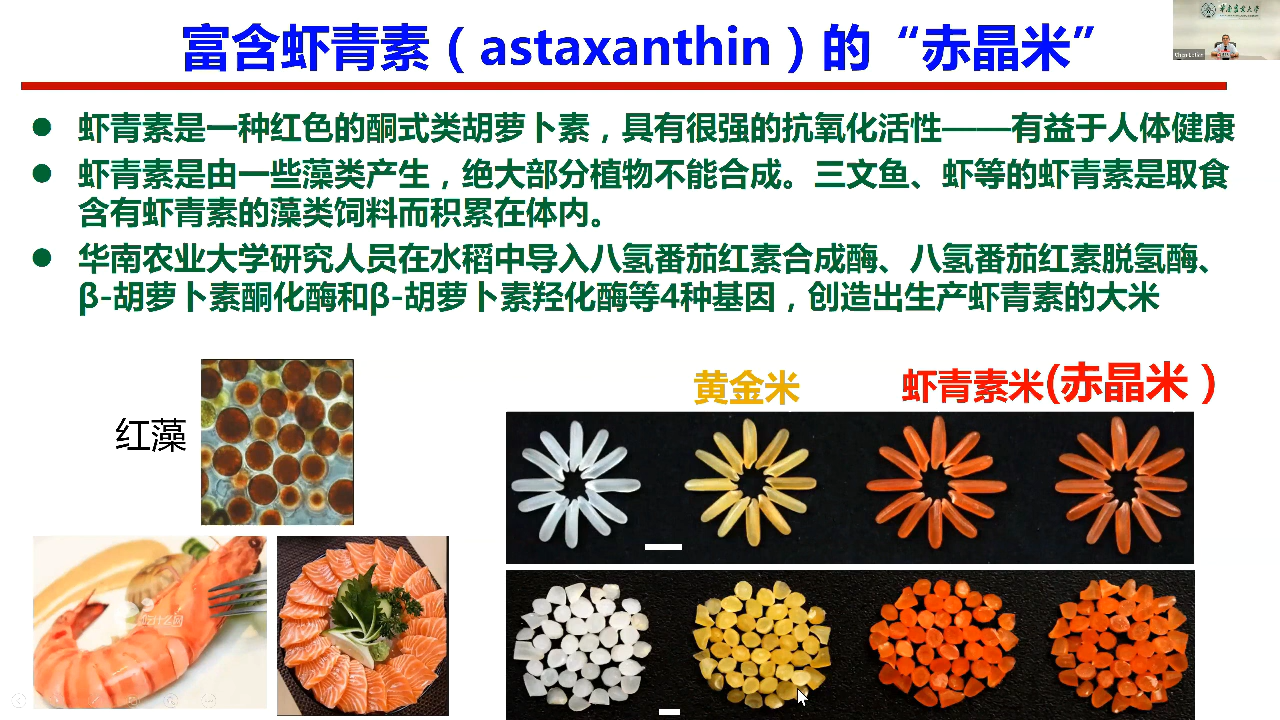 富含虾青素（astaxanthin）的“赤晶米”
华南农业大学
虾青素是一种红色的酮式类胡萝卜素，具有很强的抗氧化活性——有益于人体健康
虾青素是由一些藻类产生，绝大部分植物不能合成。三文鱼、虾等的虾青素是取食
含有虾青素的藻类饲料而积累在体内。
华南农业大学研究人员在水稻中导入八氢番茄红素合成酶、八氢番茄红素脱氢酶、
β-胡萝卜素酮化酶和β-胡萝卜素羟化酶等4种基因，创造出生产虾青素的大米
红藻
黄金米
虾青素米(赤晶米）